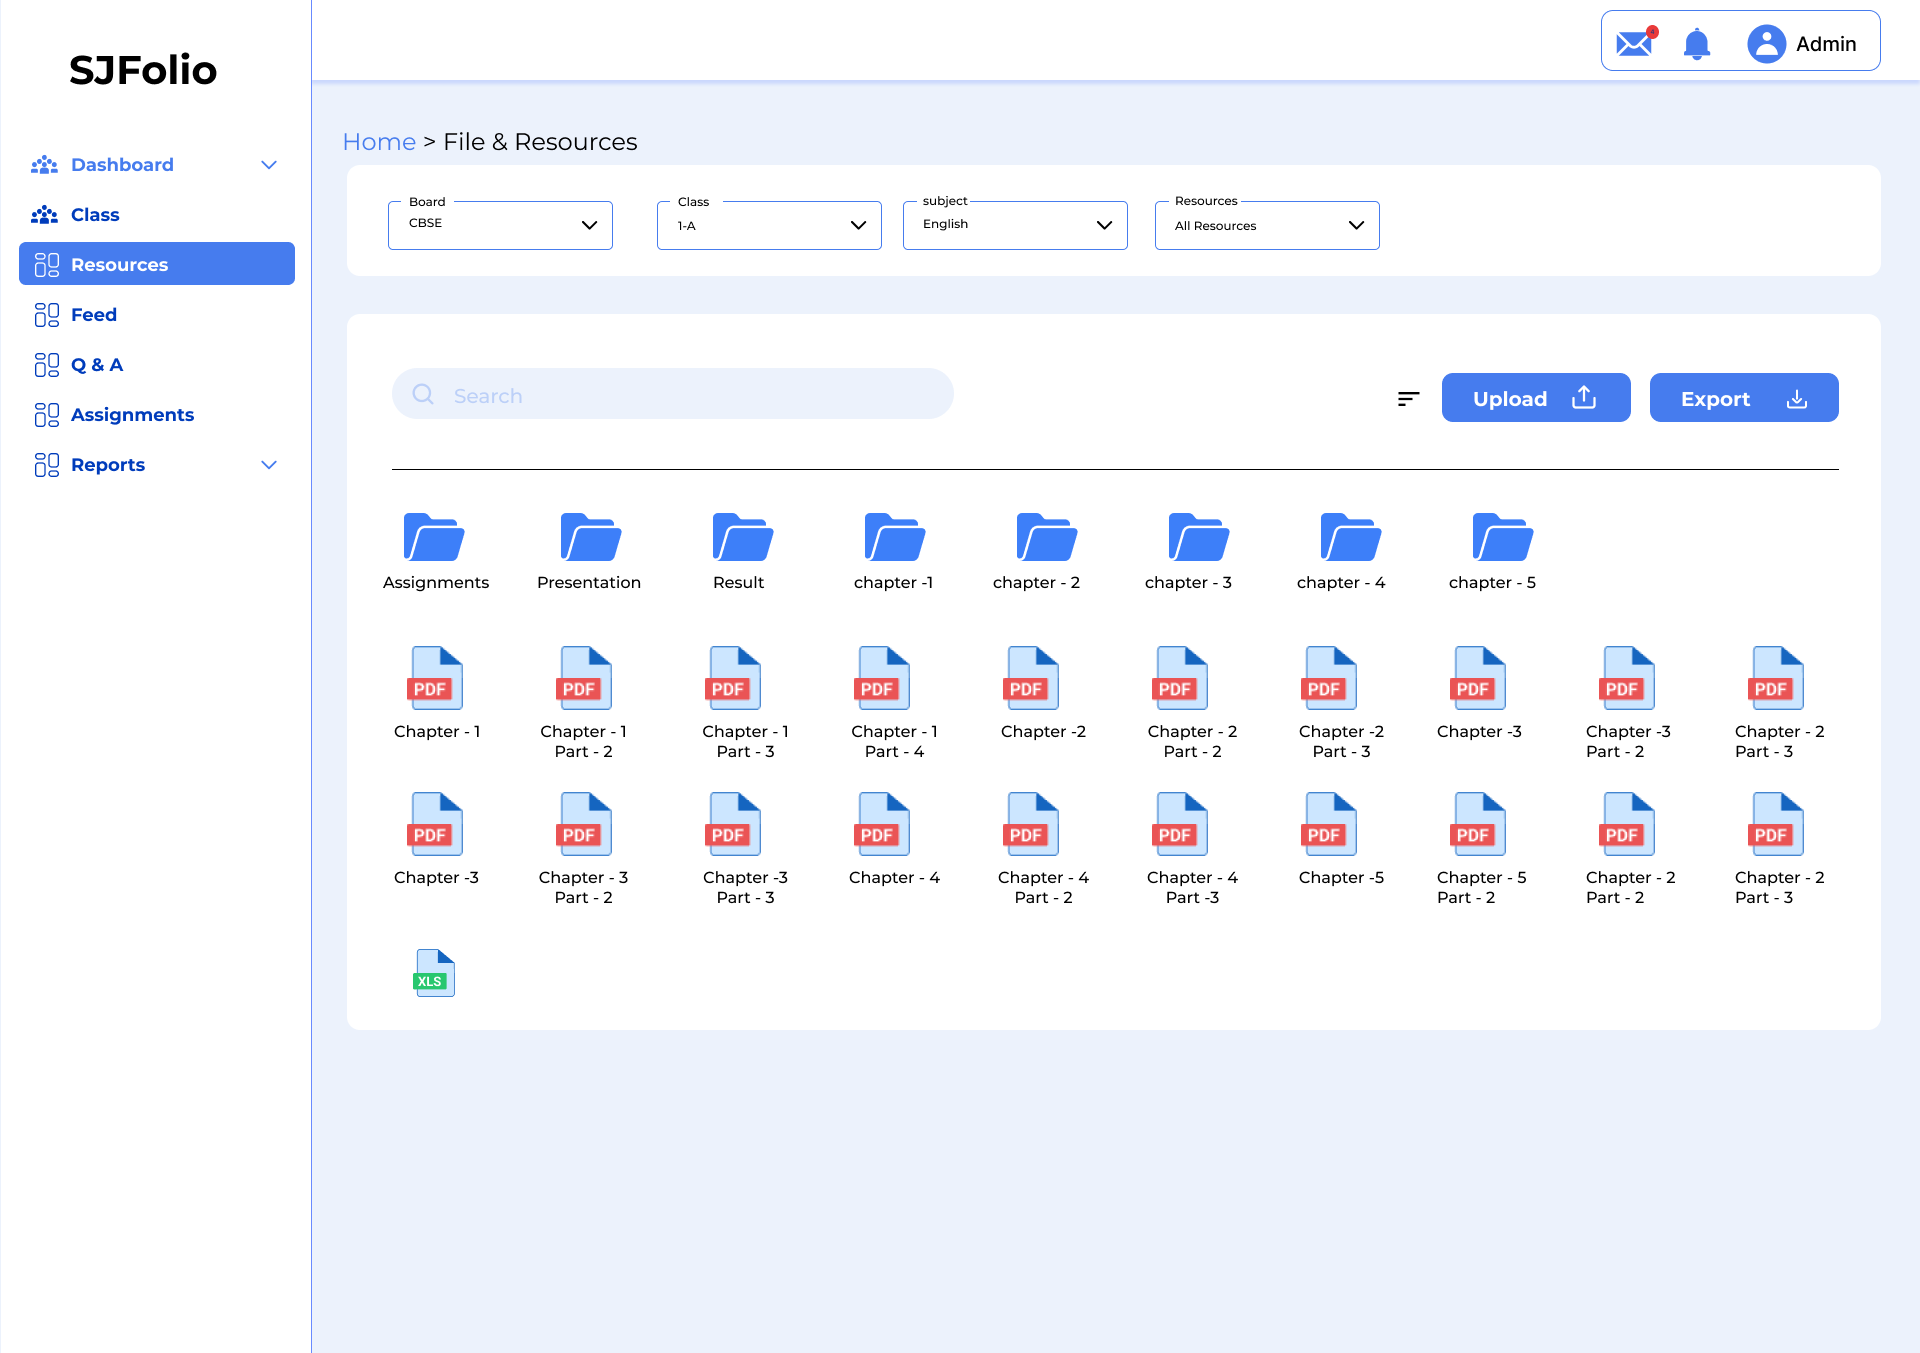 SJFolio
Admin
Dashboard
Class
Resources
Feed
Q & A
Assignments
Reports
Home > File & Resources
Board
CBSE
Class
1-A
subject
English
Resources
All Resources
Search
Upload
Export
Assignments
Presentation
Result
chapter -1
chapter - 2
chapter - 3
chapter - 4
chapter - 5
PDF
Chapter - 1
PDF
Chapter - 1
Part - 2
PDF
Chapter - 1
Part - 3
PDF
Chapter - 1
Part - 4
PDF
Chapter -2
PDF
Chapter - 2
Part - 2
PDF
Chapter -2
Part - 3
PDF
Chapter -3
PDF
Chapter -3
Part - 2
PDF
Chapter - 2
Part - 3
PDF
Chapter -3
PDF
Chapter - 3
Part - 2
PDF
Chapter -3
Part - 3
PDF
Chapter - 4
PDF
Chapter - 4
Part - 2
PDF
Chapter - 4
Part -3
PDF
Chapter -5
PDF
Chapter - 5
Part - 2
PDF
Chapter - 2
Part - 2
PDF
Chapter - 2
Part - 3
XLS